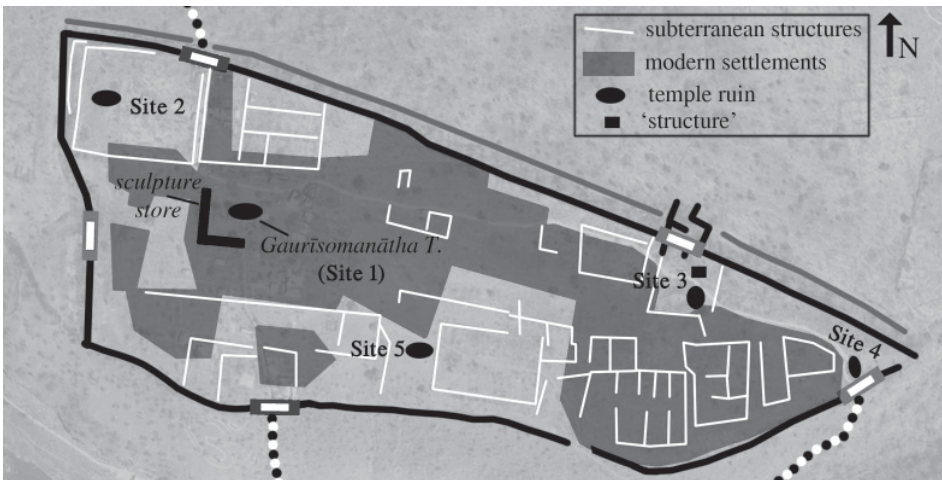 subterranean structures
modern settlements
temple ruin
'structure'
N
Site 2
sculpture
store
Gaurīsomanātha T.
(Site 1)
Site 3
Site 4
Site 5